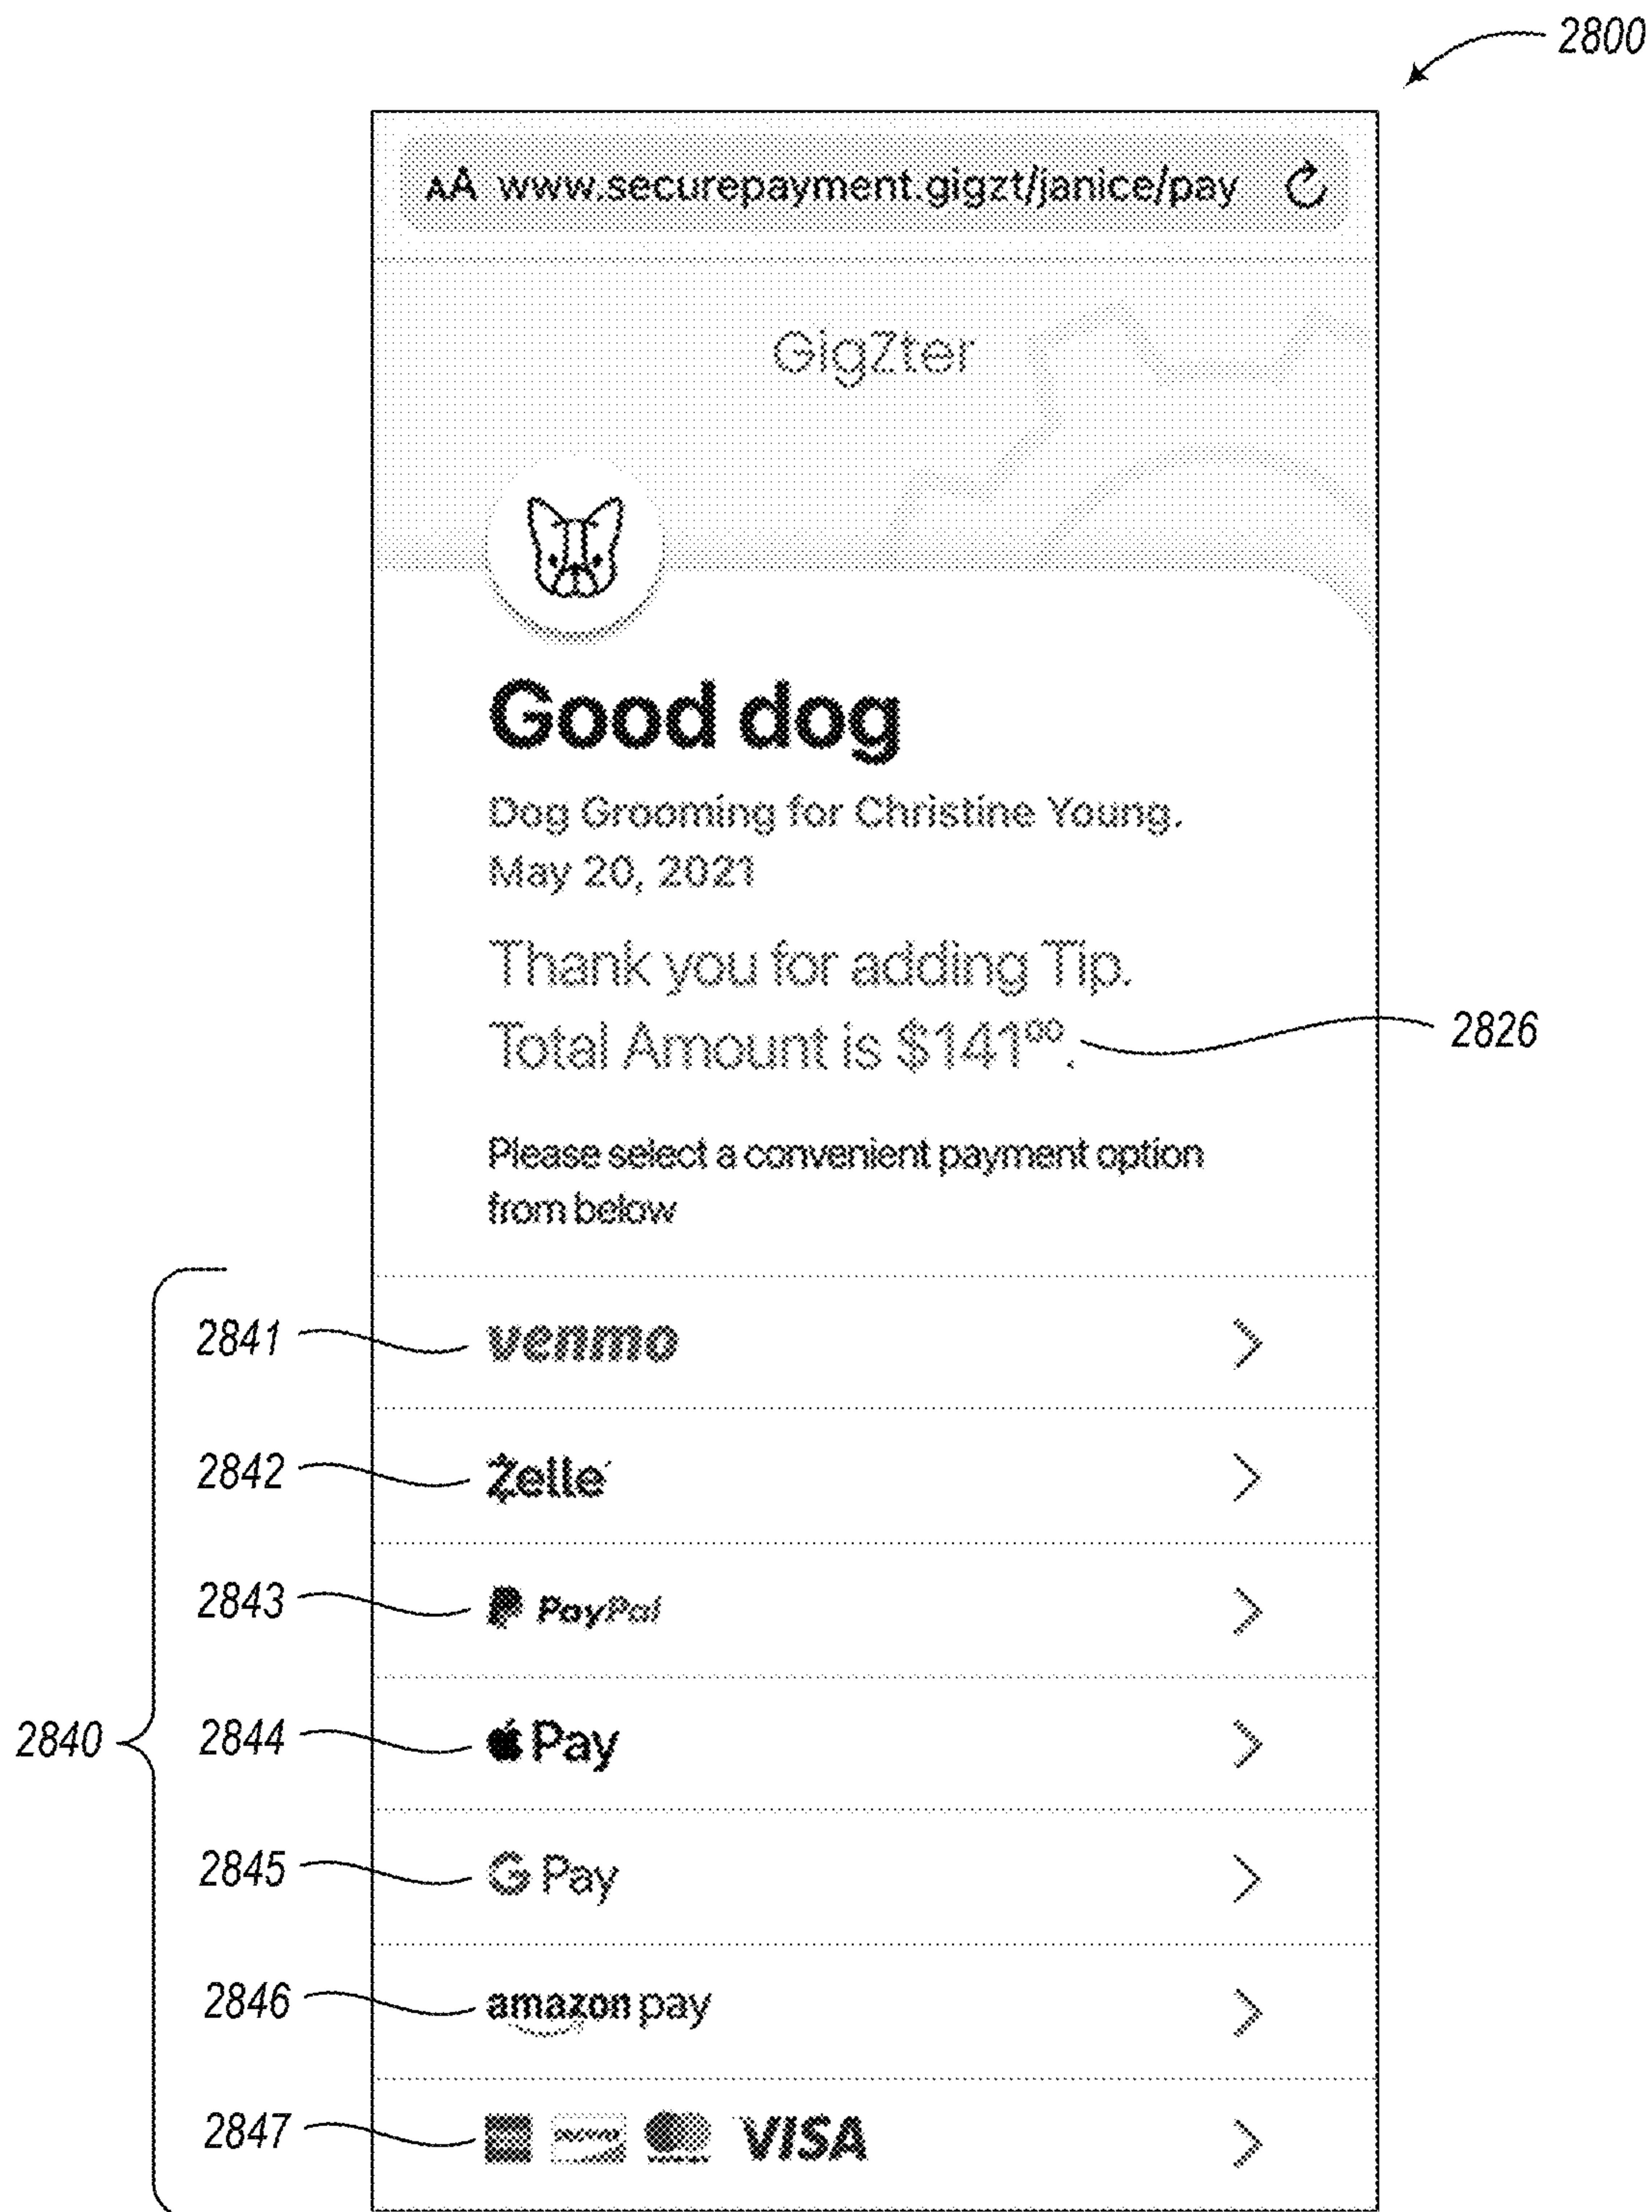 2800
AA www.securepayment.gigzt/janice/pay
GigZter
Good dog
Dog Grooming for Christine Young.
May 20, 2021
Thank you for adding Tip.
Total Amount is $141⁰⁰.
2826
Please select a convenient payment option
from below
2840
2841 venmo
2842 Zelle
2843 PayPal
2844 Pay
2845 G Pay
2846 amazon pay
2847 VISA